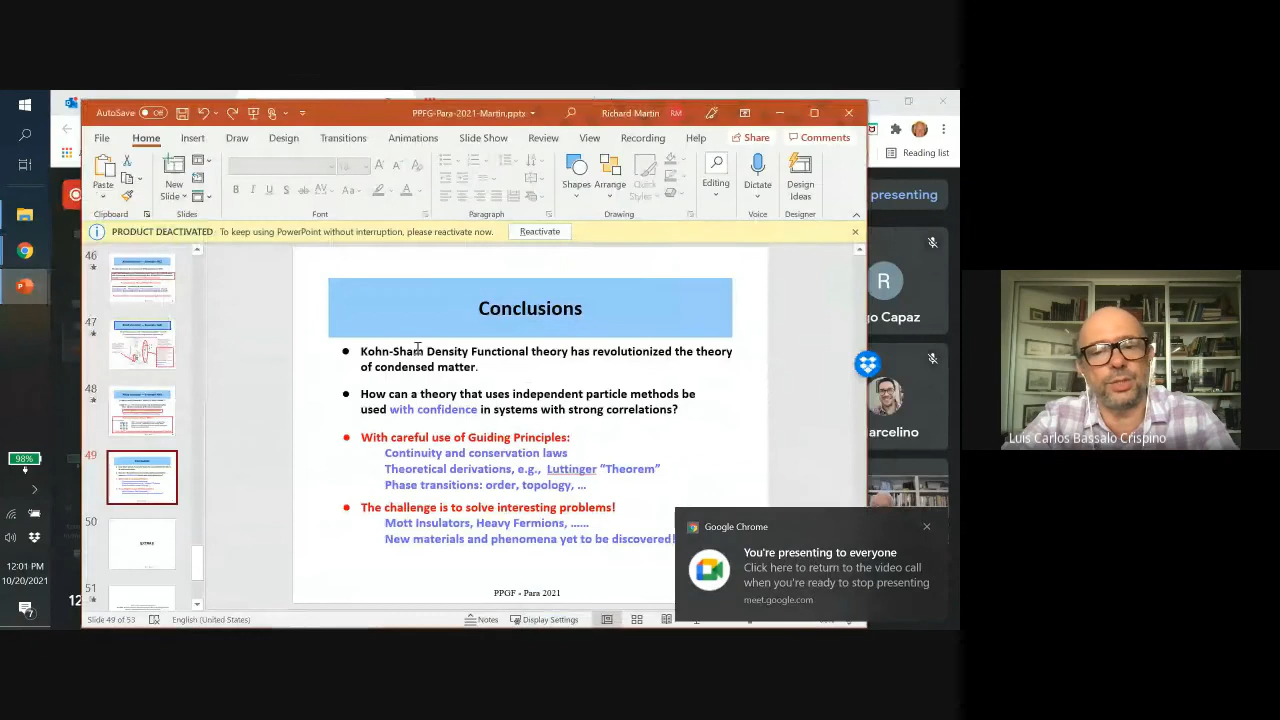 AutoSave Off PPFG-Para-2021-Martin.pptx Richard Martin RM
File Home Insert Draw Design Transitions Animations Slide Show Review View Recording Help Share Comments
Paste New Slide Shapes Arrange Quick Styles Editing Dictate Design Ideas
Clipboard Slides Font Paragraph Drawing Voice Designer
Reading list
presenting
PRODUCT DEACTIVATED To keep using PowerPoint without interruption, please reactivate now. Reactivate
46
47
48
49
50
51
Conclusions
Kohn-Sham Density Functional theory has revolutionized the theory
of condensed matter.
How can a theory that uses independent particle methods be
used with confidence in systems with strong correlations?
With careful use of Guiding Principles:
Continuity and conservation laws
Theoretical derivations, e.g., Luttinger "Theorem"
Phase transitions: order, topology, ...
The challenge is to solve interesting problems!
Mott Insulators, Heavy Fermions, ......
New materials and phenomena yet to be discovered!
PPGF - Para 2021
R
go Capaz
arcelino
Google Chrome
You're presenting to everyone
Click here to return to the video call
when you're ready to stop presenting
meet.google.com
Slide 49 of 53 English (United States) Notes Display Settings
98%
12:01 PM
10/20/2021
7
12
Luis Carlos Bassalo Crispino